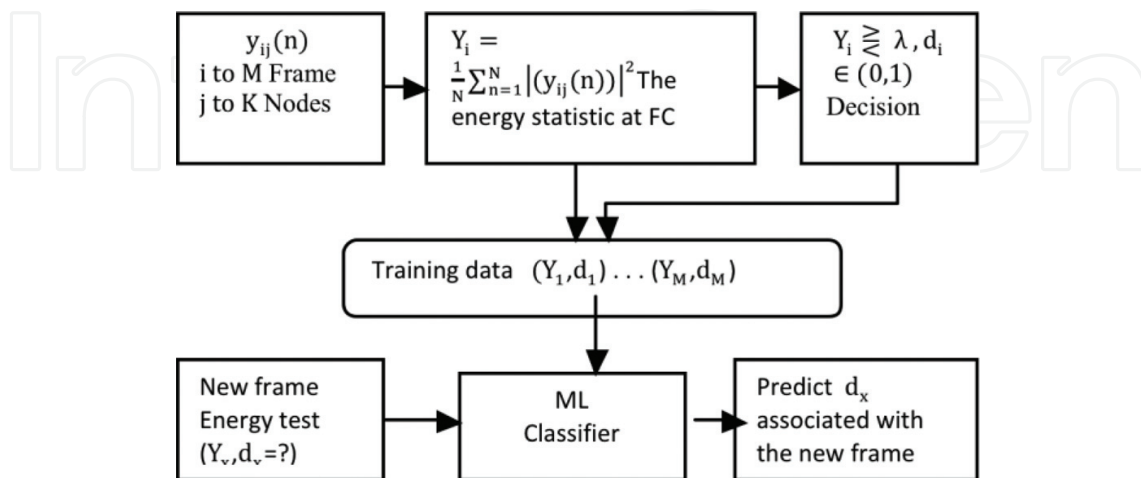 y_ij(n)
i to M Frame
j to K Nodes
Y_i =
1/N ∑_{n=1}^{N} |(y_ij(n))|² The
energy statistic at FC
Y_i ≷ λ, d_i
∈ (0,1)
Decision
Training data (Y_1,d_1) . . . (Y_M,d_M)
New frame
Energy test
(Y_x,d_x=?)
ML
Classifier
Predict d_x
associated with
the new frame